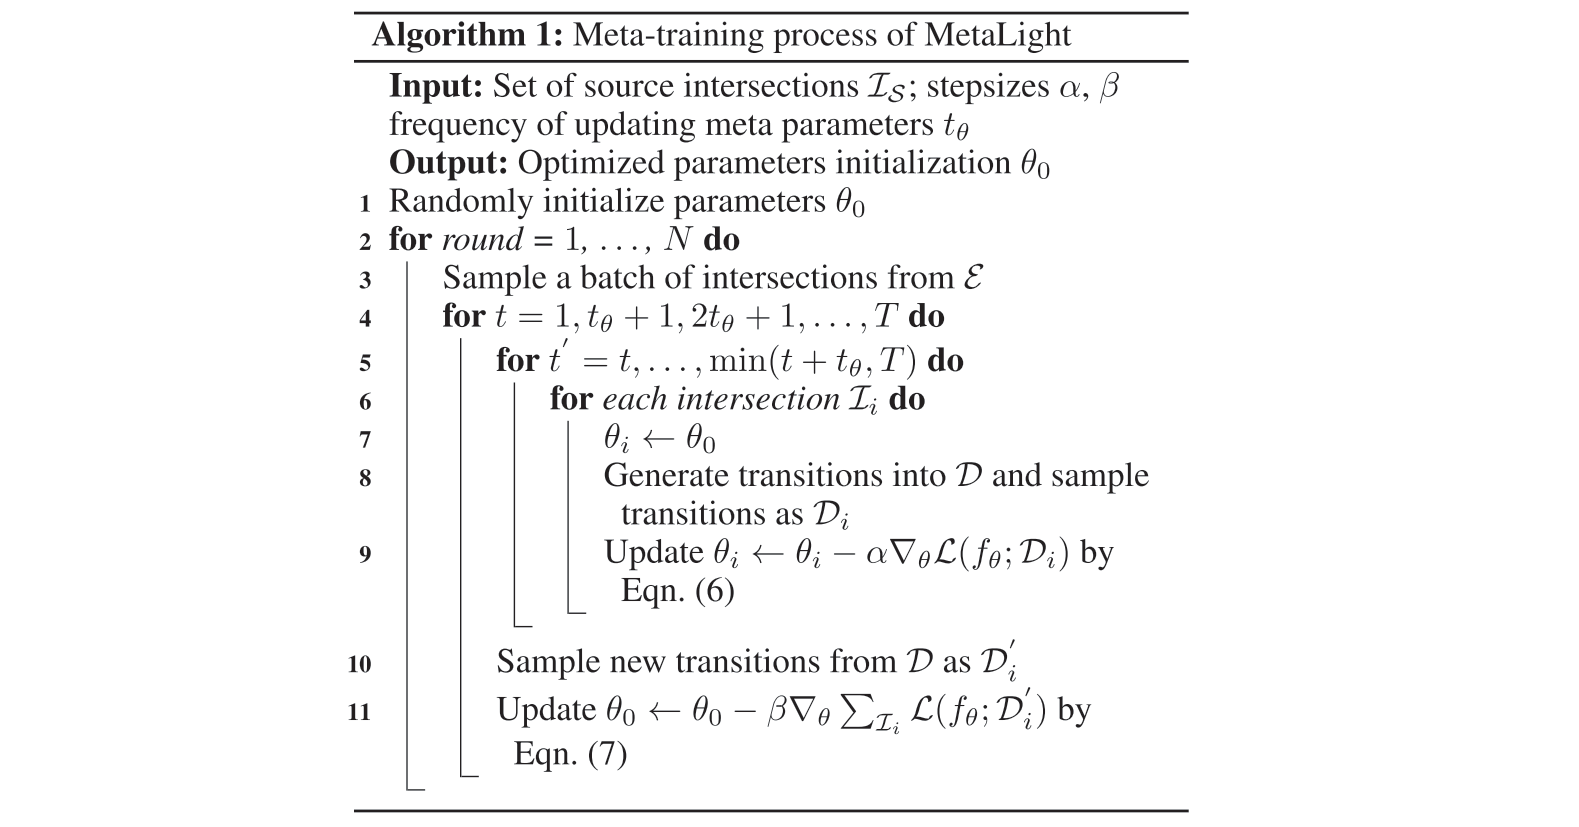 Algorithm 1: Meta-training process of MetaLight
Input: Set of source intersections $\mathcal{I}_{\mathcal{S}}$; stepsizes $\alpha$, $\beta$
frequency of updating meta parameters $t_\theta$
Output: Optimized parameters initialization $\theta_0$
1 Randomly initialize parameters $\theta_0$
2 for round = 1, . . . , $N$ do
3 Sample a batch of intersections from $\mathcal{E}$
4 for $t = 1, t_\theta + 1, 2t_\theta + 1, \ldots, T$ do
5 for $t^{'} = t, \ldots, \min(t + t_\theta, T)$ do
6 for each intersection $\mathcal{I}_i$ do
7 $\theta_i \leftarrow \theta_0$
8 Generate transitions into $\mathcal{D}$ and sample
transitions as $\mathcal{D}_i$
9 Update $\theta_i \leftarrow \theta_i - \alpha \nabla_\theta \mathcal{L}(f_\theta; \mathcal{D}_i)$ by
Eqn. (6)
10 Sample new transitions from $\mathcal{D}$ as $\mathcal{D}_i^{'}$
11 Update $\theta_0 \leftarrow \theta_0 - \beta \nabla_\theta \sum_{\mathcal{I}_i} \mathcal{L}(f_\theta; \mathcal{D}_i^{'})$ by
Eqn. (7)